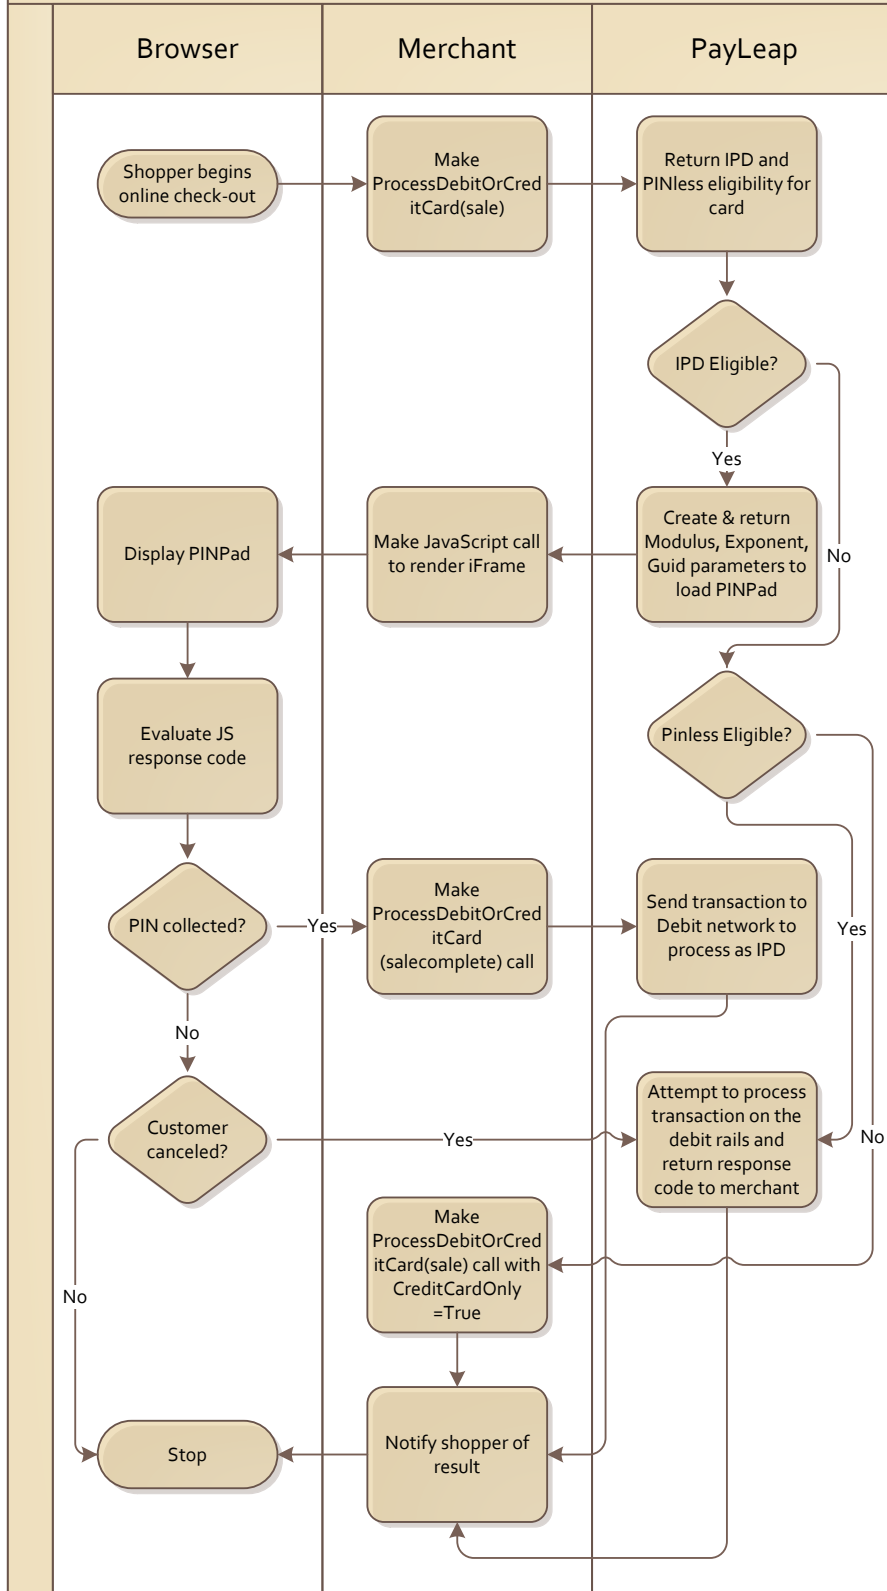 Browser
Merchant
PayLeap
Shopper begins
online check-out
Make
ProcessDebitOrCred
itCard(sale)
Return IPD and
PINless eligibility for
card
IPD Eligible?
Yes
No
Display PINPad
Make JavaScript call
to render iFrame
Create & return
Modulus, Exponent,
Guid parameters to
load PINPad
Evaluate JS
response code
Pinless Eligible?
PIN collected?
Yes
Make
ProcessDebitOrCred
itCard
(salecomplete) call
Send transaction to
Debit network to
process as IPD
Yes
No
No
Customer
canceled?
Yes
Attempt to process
transaction on the
debit rails and
return response
code to merchant
Make
ProcessDebitOrCred
itCard(sale) call with
CreditCardOnly
=True
No
Stop
Notify shopper of
result